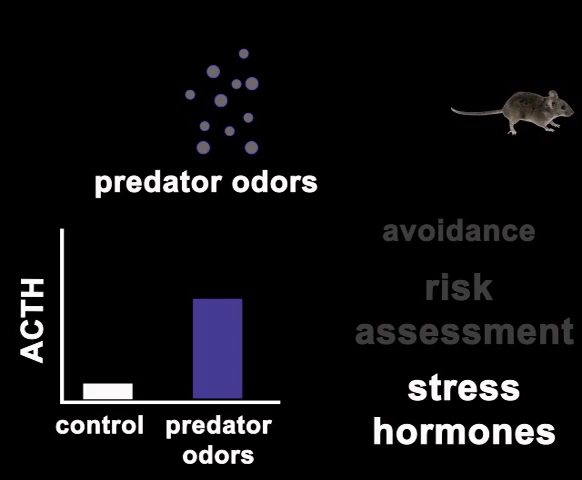 predator odors
avoidance
risk
assessment
stress
hormones
ACTH
control
predator
odors